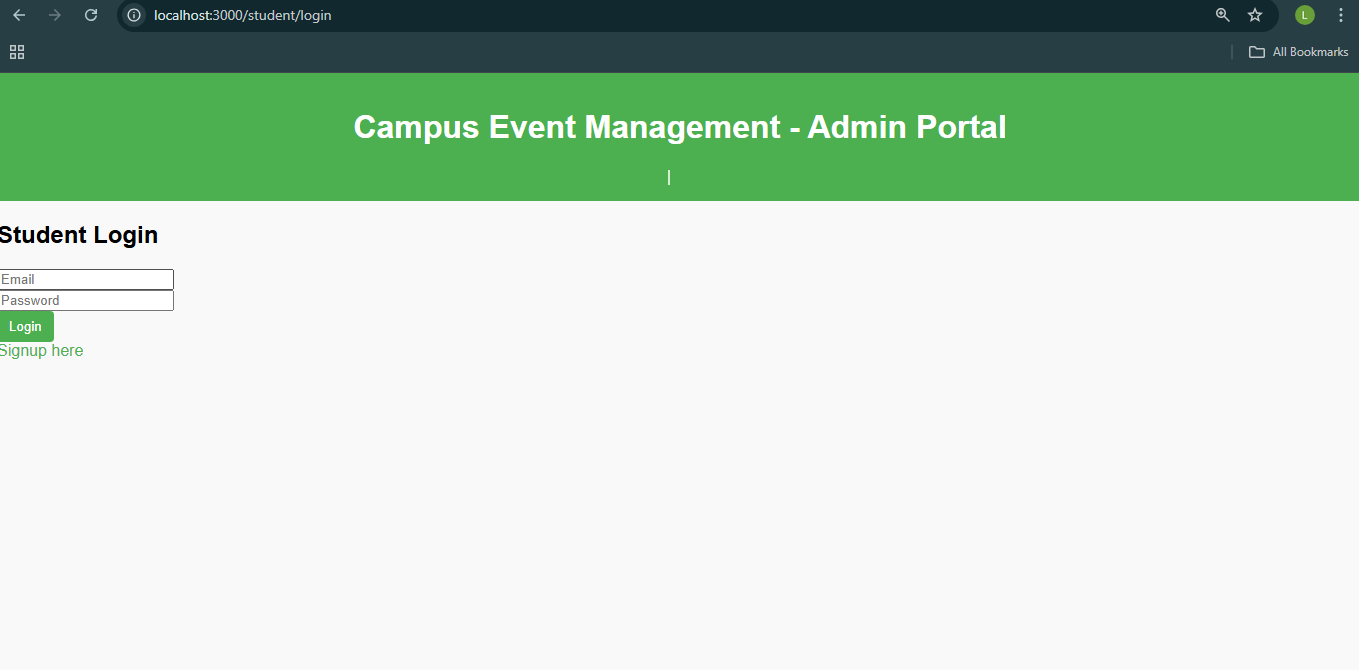 localhost:3000/student/login
L
All Bookmarks
Campus Event Management - Admin Portal
|
Student Login
Email
Password
Login
Signup here